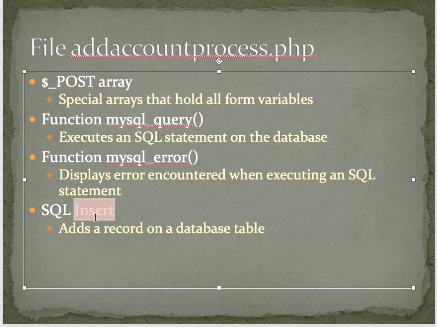 File addaccountprocess.php
$_POST array
Special arrays that hold all form variables
Function mysql_query()
Executes an SQL statement on the database
Function mysql_error()
Displays error encountered when executing an SQL
statement
SQL Insert
Adds a record on a database table